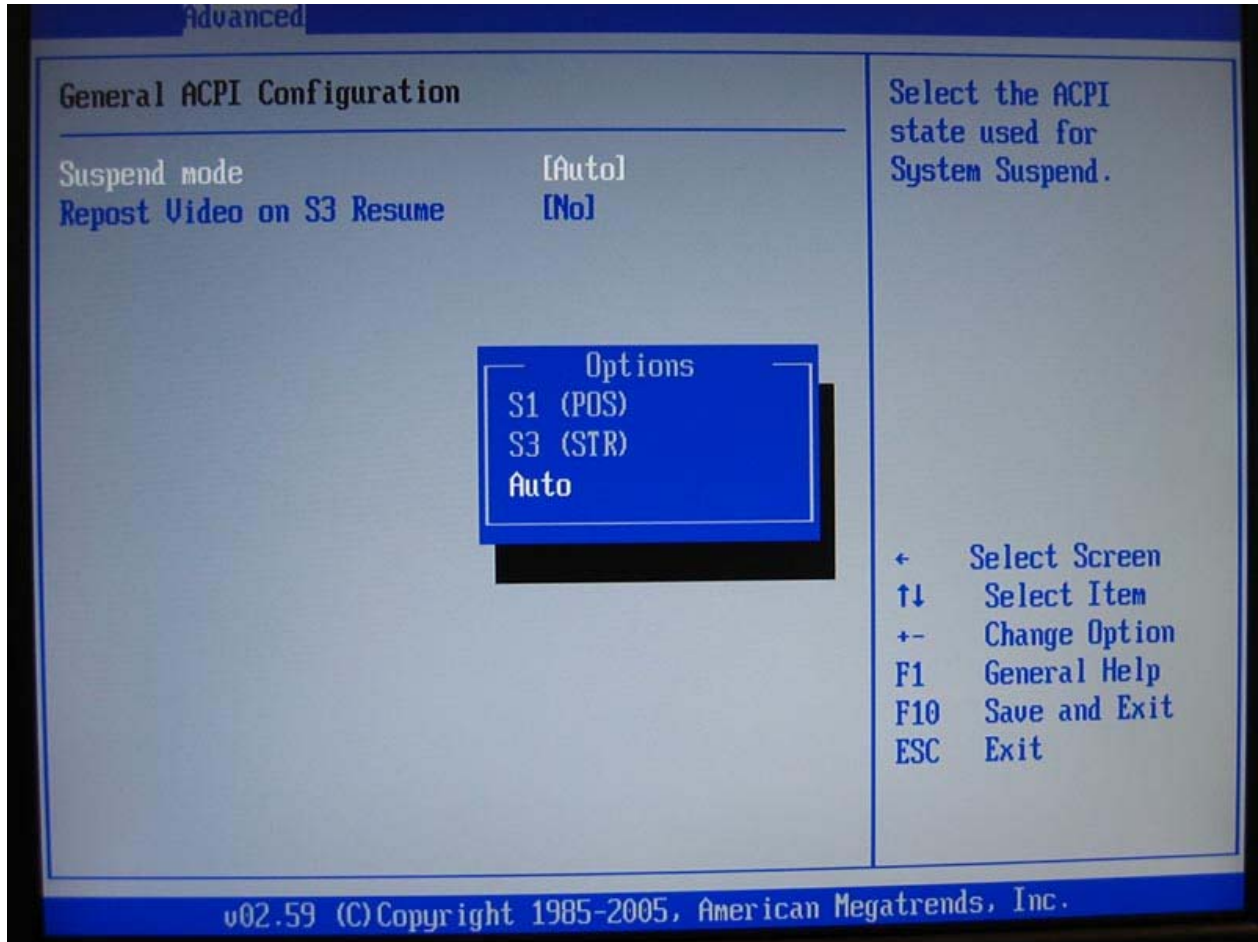 Advanced
General ACPI Configuration
Suspend mode [Auto]
Repost Video on S3 Resume [No]
Options
S1 (POS)
S3 (STR)
Auto
Select the ACPI
state used for
System Suspend.
← Select Screen
↑↓ Select Item
+- Change Option
F1 General Help
F10 Save and Exit
ESC Exit
v02.59 (C)Copyright 1985-2005, American Megatrends, Inc.